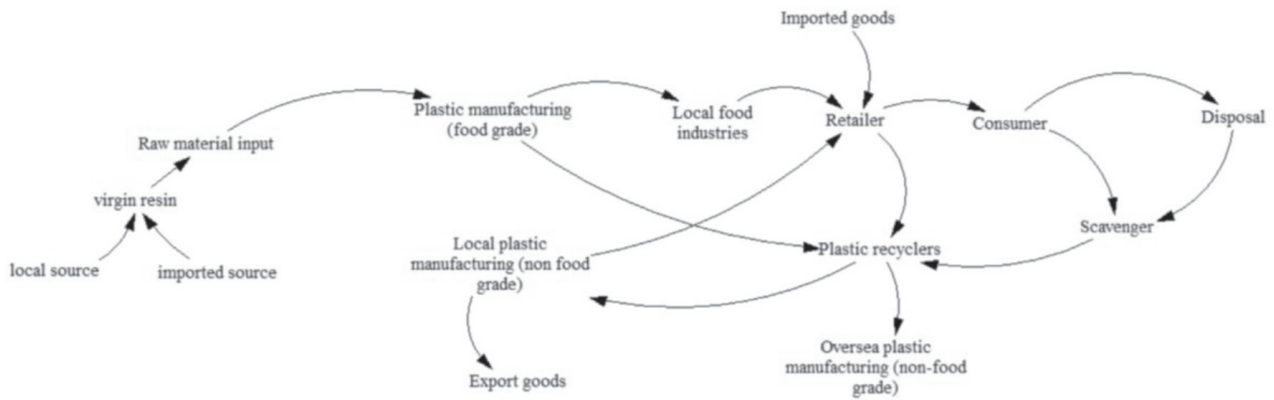 Imported goods
Plastic manufacturing
(food grade)
Local food
industries
Retailer
Consumer
Disposal
Raw material input
virgin resin
local source
imported source
Scavenger
Local plastic
manufacturing (non food
grade)
Plastic recyclers
Export goods
Oversea plastic
manufacturing (non-food
grade)